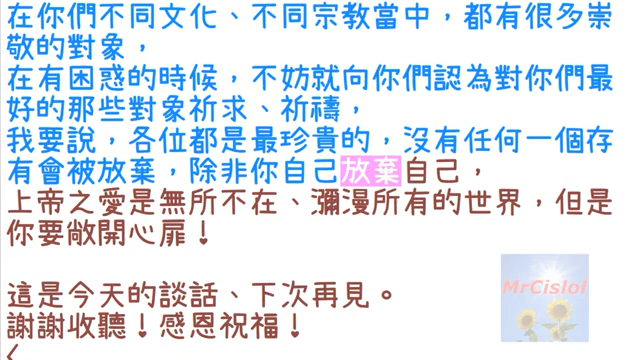 在你們不同文化、不同宗教當中，都有很多崇
敬的對象，
在有困惑的時候，不妨就向你們認為對你們最
好的那些對象祈求、祈禱，
我要說，各位都是最珍貴的，沒有任何一個存
有會被放棄，除非你自己放棄自己，
上帝之愛是無所不在、瀰漫所有的世界，但是
你要敞開心扉！
這是今天的談話、下次再見。
謝謝收聽！感恩祝福！
MrCislol